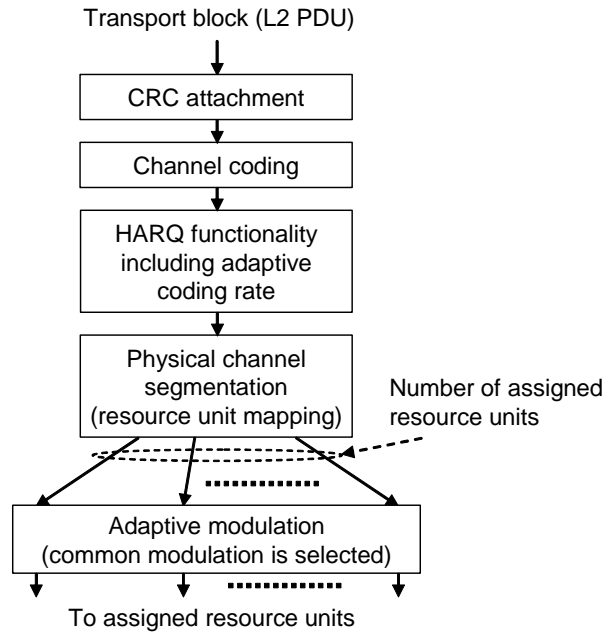 Transport block (L2 PDU)
CRC attachment
Channel coding
HARQ functionality
including adaptive
coding rate
Physical channel
segmentation
(resource unit mapping)
Number of assigned
resource units
Adaptive modulation
(common modulation is selected)
To assigned resource units